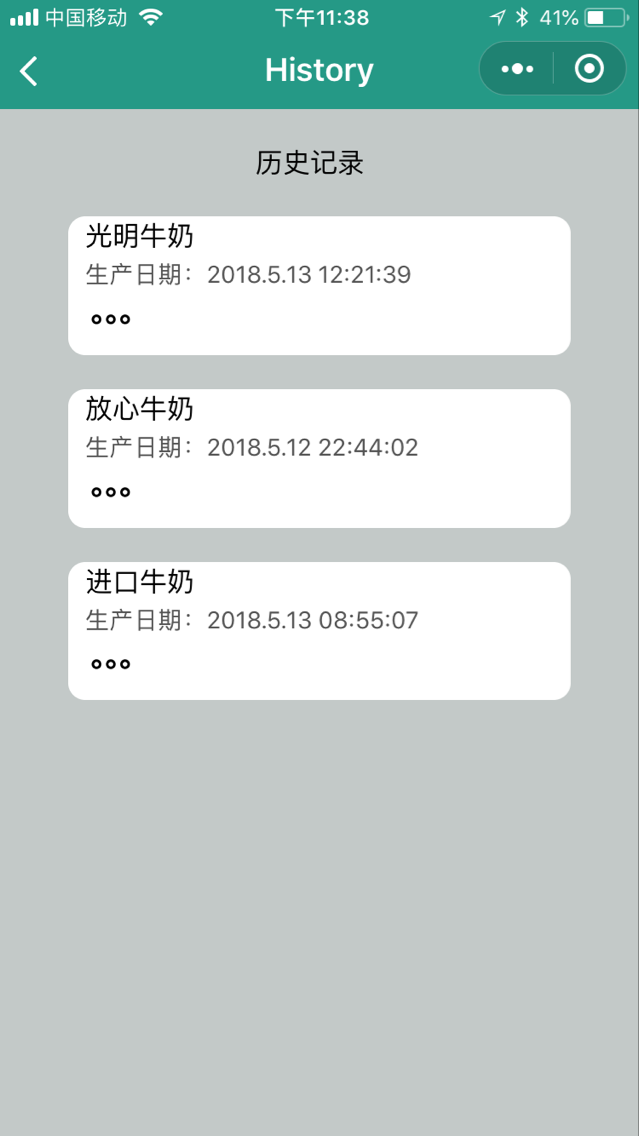 中国移动 下午11:38 41%
History
历史记录
光明牛奶
生产日期：2018.5.13 12:21:39
放心牛奶
生产日期：2018.5.12 22:44:02
进口牛奶
生产日期：2018.5.13 08:55:07